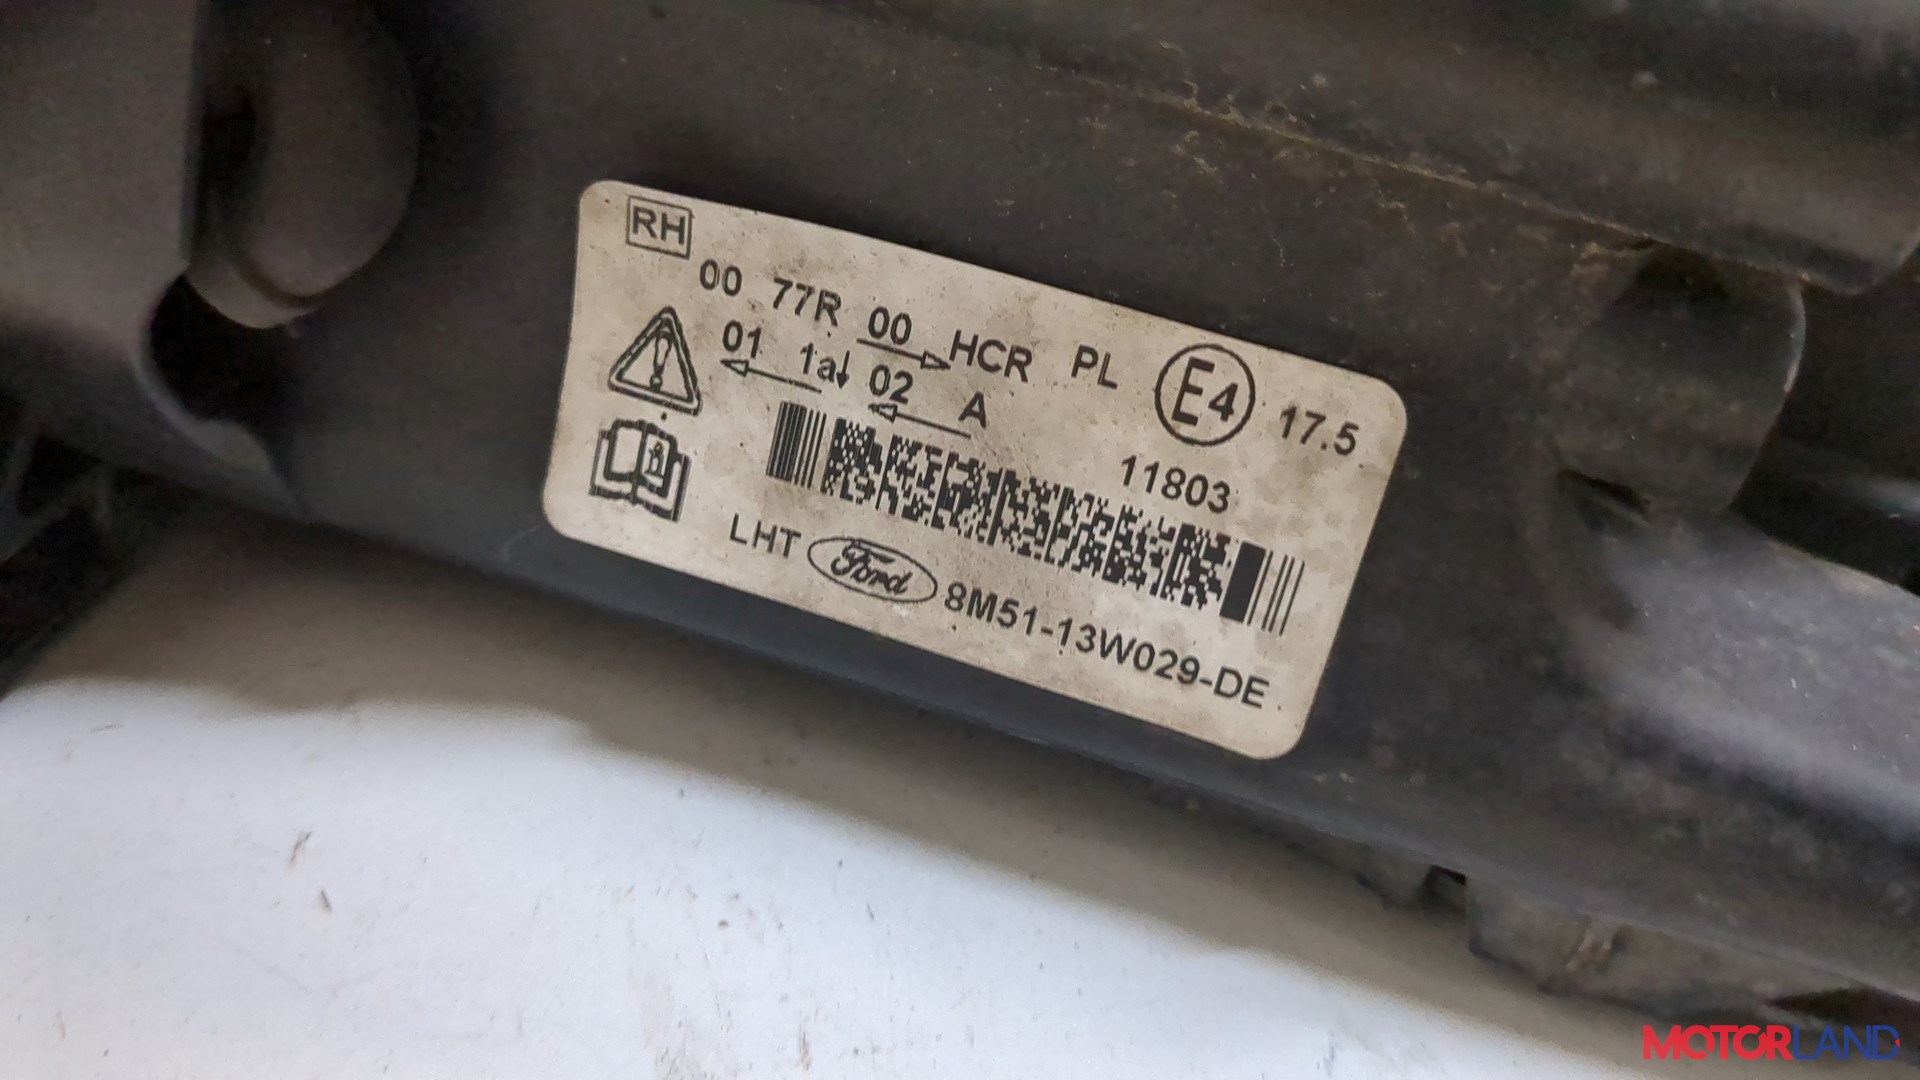 RH
00 77R 00 HCR PL E4 17.5
01 1a 02 A
11803
LHT Ford 8M51-13W029-DE
MOTORLAND